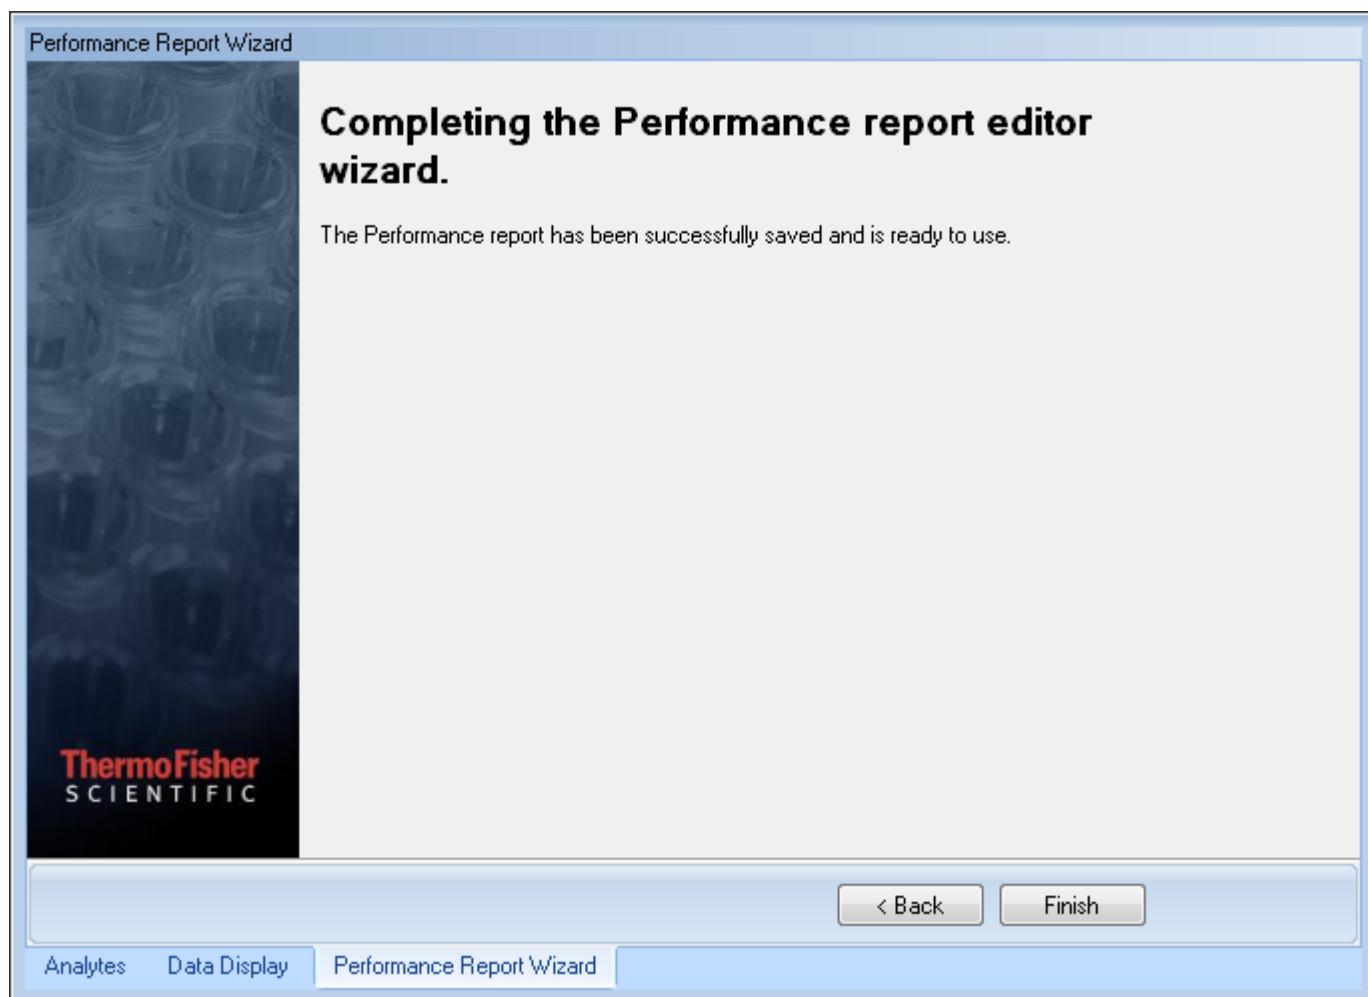 Performance Report Wizard
Completing the Performance report editor
wizard.
The Performance report has been successfully saved and is ready to use.
ThermoFisher
SCIENTIFIC
< Back
Finish
Analytes
Data Display
Performance Report Wizard